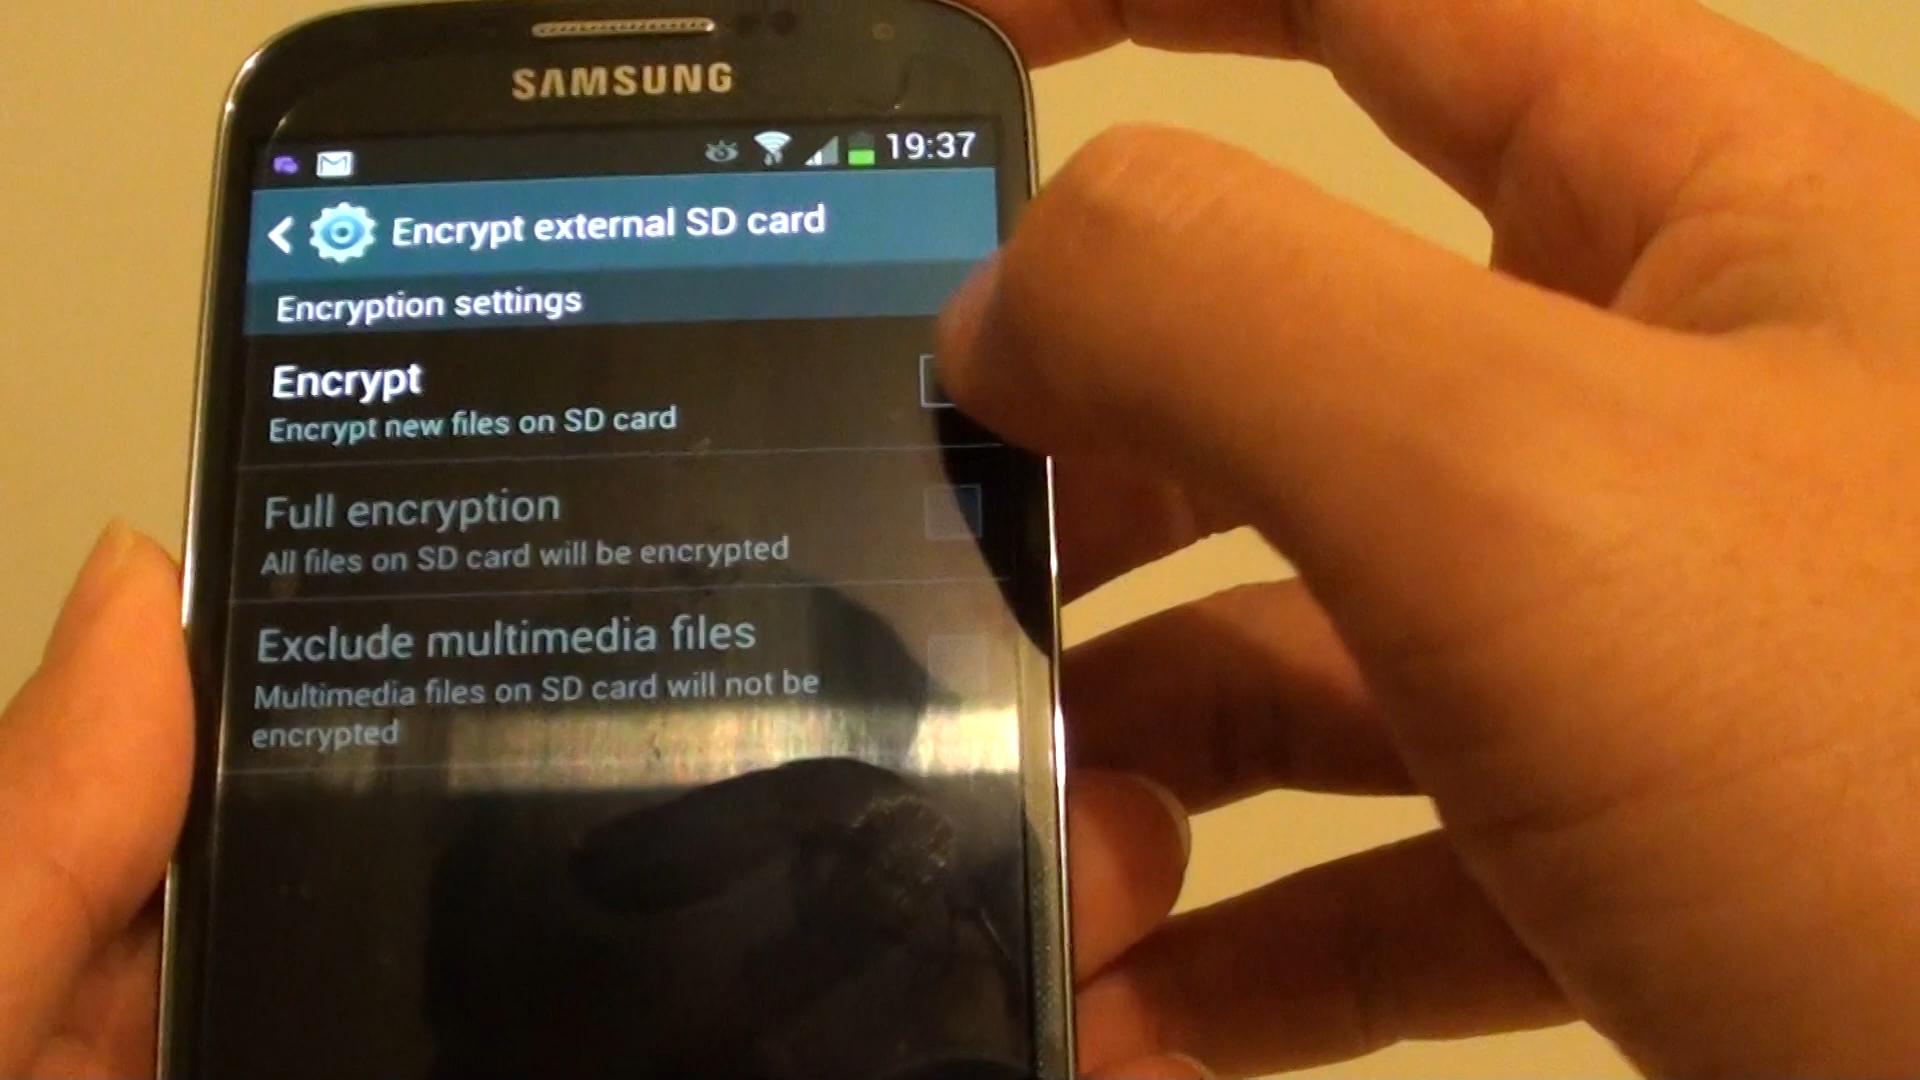 SAMSUNG
19:37
Encrypt external SD card
Encryption settings
Encrypt
Encrypt new files on SD card
Full encryption
All files on SD card will be encrypted
Exclude multimedia files
Multimedia files on SD card will not be
encrypted